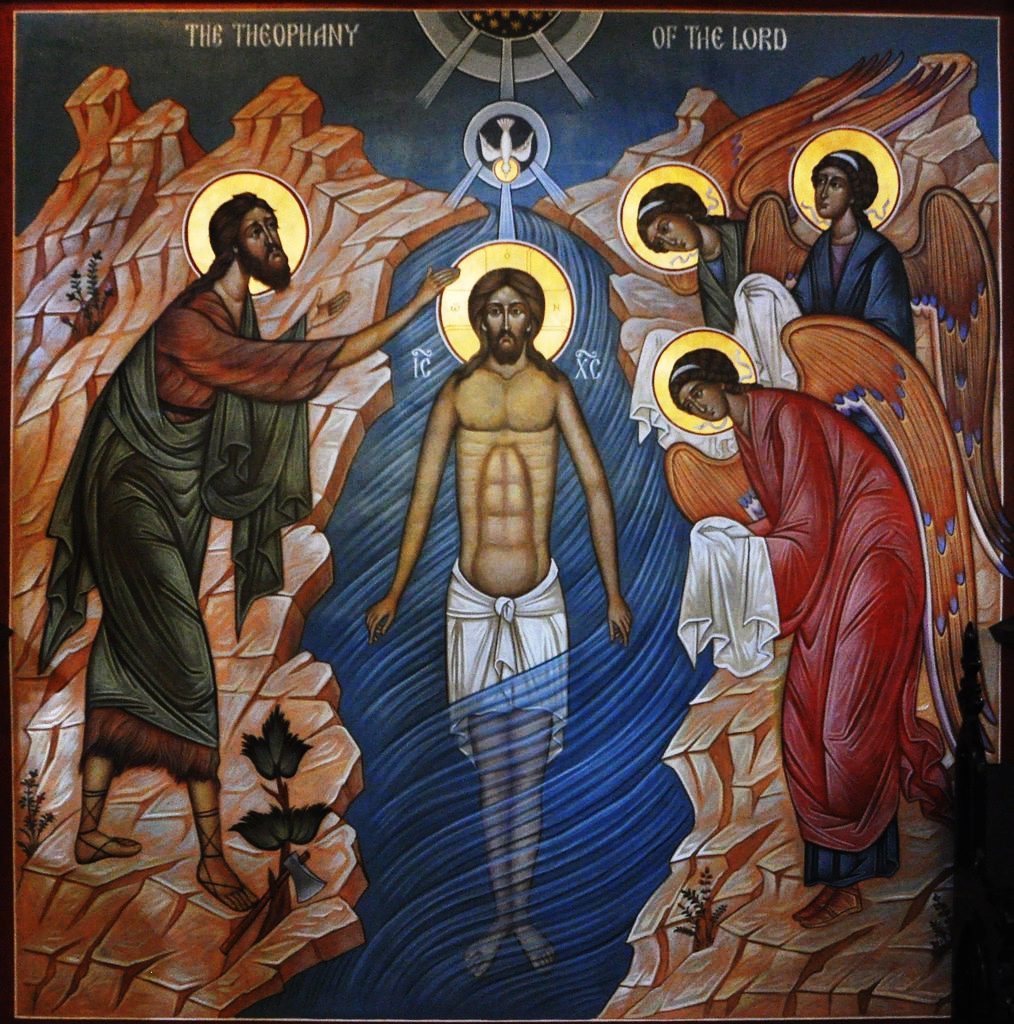 THE THEOPHANY OF THE LORD
Ο
Ѡ Ν
IC XC